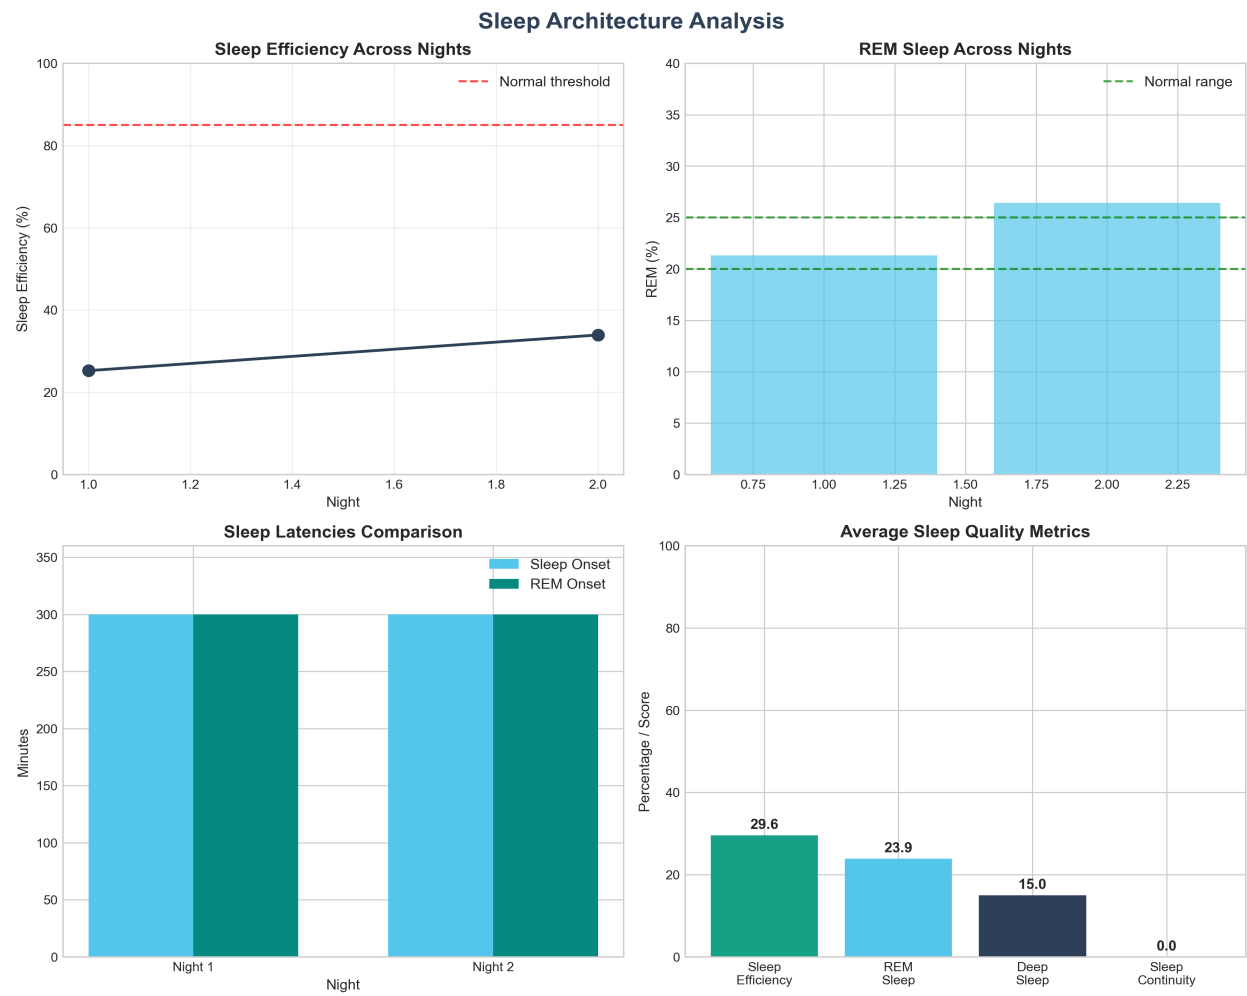 Sleep Architecture Analysis
Sleep Efficiency Across Nights
100
80
60
40
20
0
Sleep Efficiency (%)
Normal threshold
1.0 1.2 1.4 1.6 1.8 2.0
Night
REM Sleep Across Nights
40
35
30
25
20
15
10
5
0
REM (%)
Normal range
0.75 1.00 1.25 1.50 1.75 2.00 2.25
Night
Sleep Latencies Comparison
350
300
250
200
150
100
50
0
Minutes
Sleep Onset
REM Onset
Night 1 Night 2
Night
Average Sleep Quality Metrics
100
80
60
40
20
0
Percentage / Score
29.6
23.9
15.0
0.0
Sleep
Efficiency
REM
Sleep
Deep
Sleep
Sleep
Continuity